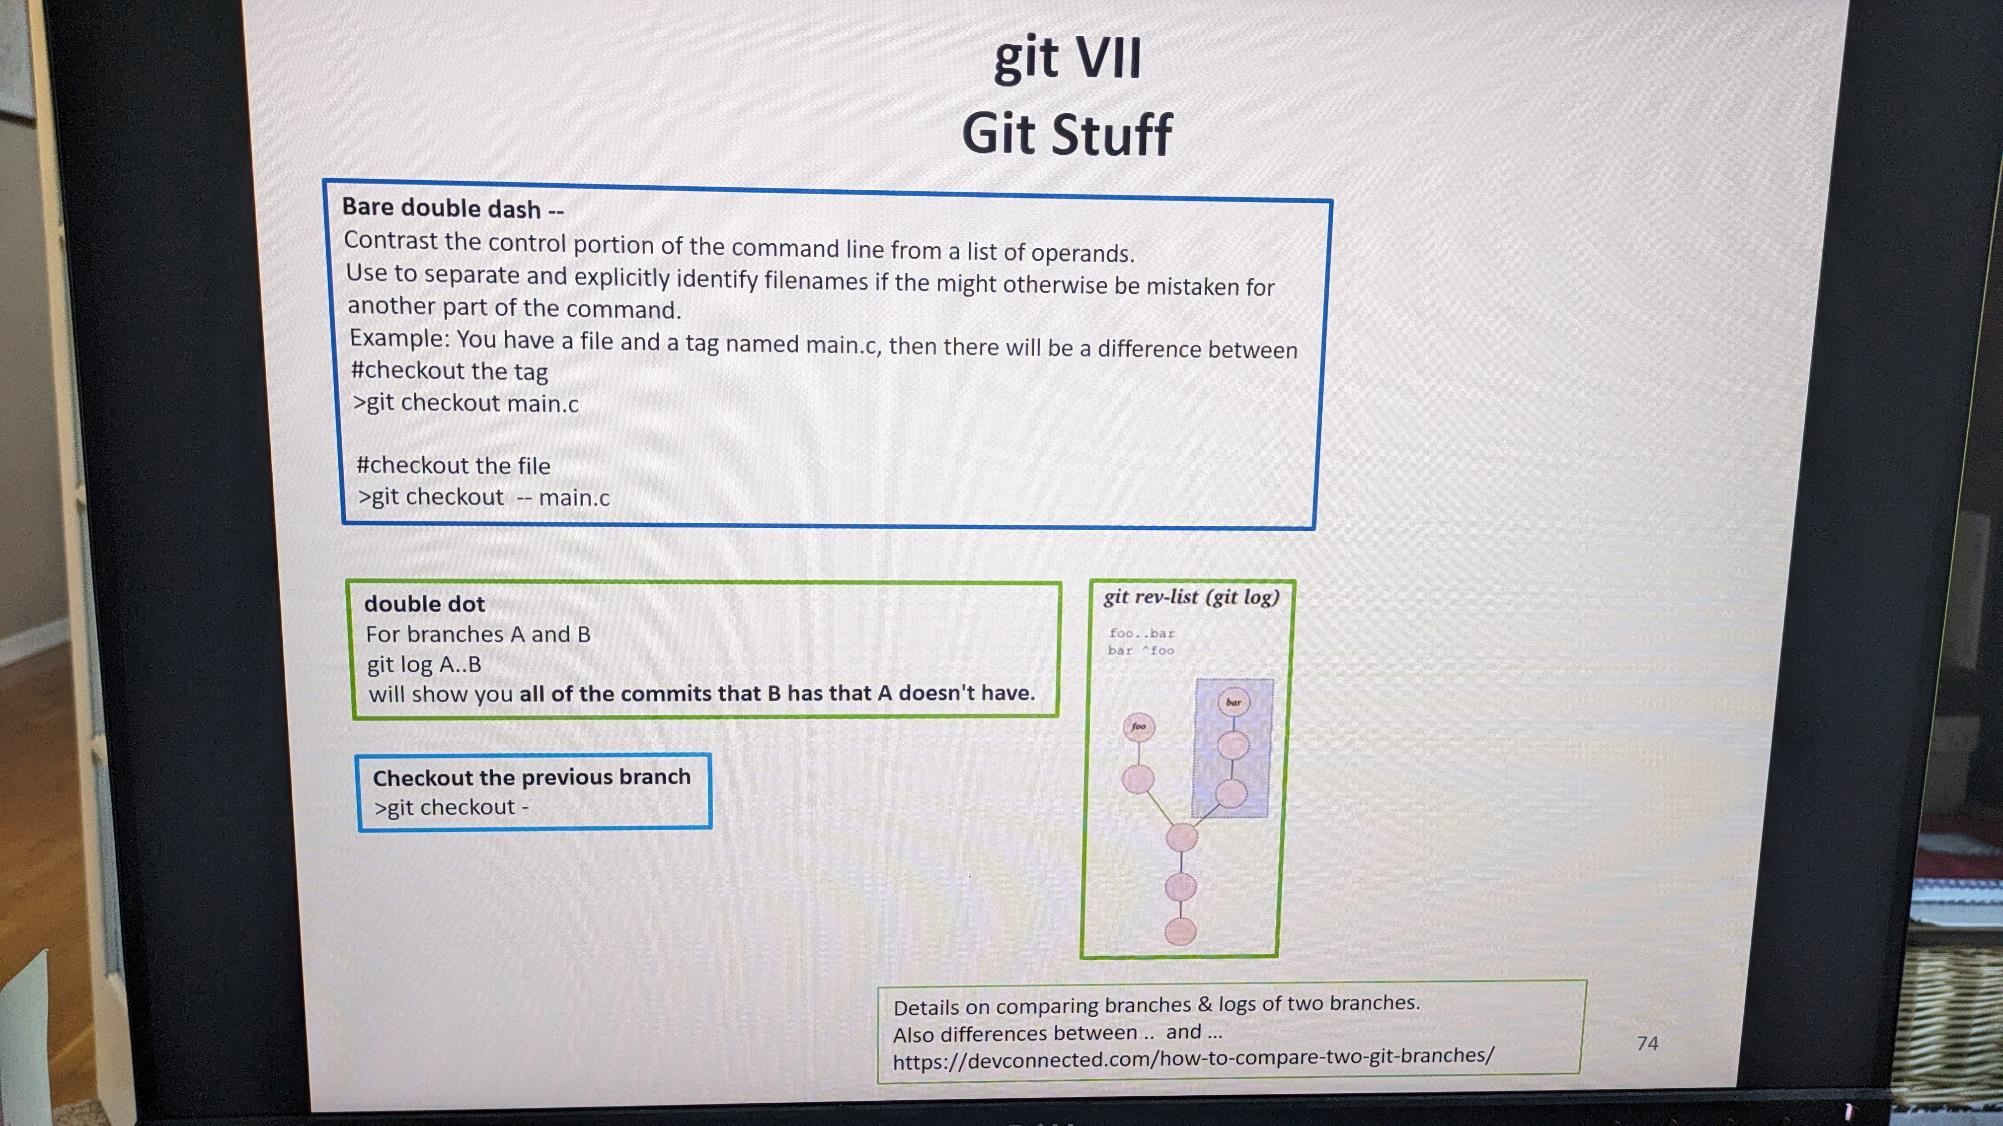 git VII
Git Stuff
Bare double dash --
Contrast the control portion of the command line from a list of operands.
Use to separate and explicitly identify filenames if the might otherwise be mistaken for
another part of the command.
Example: You have a file and a tag named main.c, then there will be a difference between
#checkout the tag
>git checkout main.c
#checkout the file
>git checkout  -- main.c
double dot
For branches A and B
git log A..B
will show you all of the commits that B has that A doesn't have.
git rev-list (git log)
foo..bar
bar ^foo
bar
foo
Checkout the previous branch
>git checkout -
Details on comparing branches & logs of two branches.
Also differences between ..  and ...
https://devconnected.com/how-to-compare-two-git-branches/
74